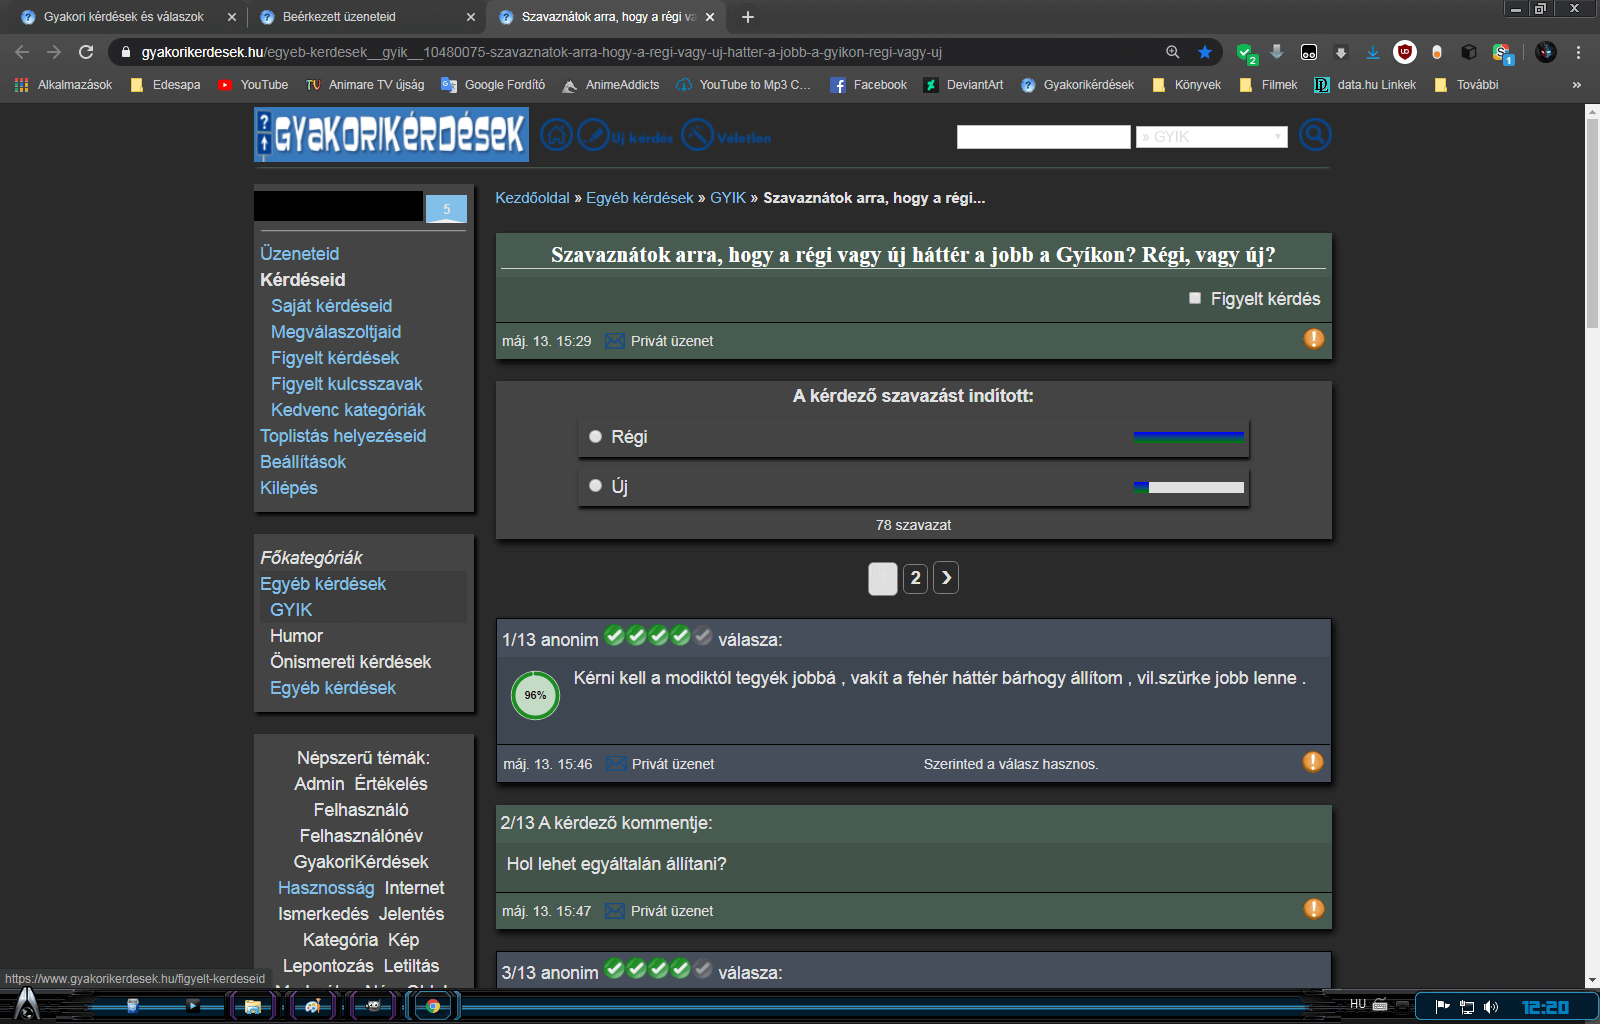 Gyakori kérdések és válaszok
Beérkezett üzeneteid
Szavaznátok arra, hogy a régi va
gyakorikerdesek.hu/egyeb-kerdesek__gyik__10480075-szavaznatok-arra-hogy-a-regi-vagy-uj-hatter-a-jobb-a-gyikon-regi-vagy-uj
2
1
Alkalmazások
Edesapa
YouTube
Animare TV újság
Google Fordító
AnimeAddicts
YouTube to Mp3 C...
Facebook
DeviantArt
Gyakorikérdések
Könyvek
Filmek
data.hu Linkek
További
»
GYAKORIKÉRDÉSEK
Új kérdés
Véletlen
» GYIK
5
Üzeneteid
Kérdéseid
Saját kérdéseid
Megválaszoltjaid
Figyelt kérdések
Figyelt kulcsszavak
Kedvenc kategóriák
Toplistás helyezéseid
Beállítások
Kilépés
Főkategóriák
Egyéb kérdések
GYIK
Humor
Önismereti kérdések
Egyéb kérdések
Népszerű témák:
Admin Értékelés
Felhasználó
Felhasználónév
GyakoriKérdések
Hasznosság Internet
Ismerkedés Jelentés
Kategória Kép
Lepontozás Letiltás
Kezdőoldal » Egyéb kérdések » GYIK » Szavaznátok arra, hogy a régi...
Szavaznátok arra, hogy a régi vagy új háttér a jobb a Gyíkon? Régi, vagy új?
Figyelt kérdés
máj. 13. 15:29 Privát üzenet
A kérdező szavazást indított:
Régi
Új
78 szavazat
2 ❯
1/13 anonim válasza:
96%
Kérni kell a modiktól tegyék jobbá , vakít a fehér háttér bárhogy állítom , vil.szürke jobb lenne .
máj. 13. 15:46 Privát üzenet Szerinted a válasz hasznos.
2/13 A kérdező kommentje:
Hol lehet egyáltalán állítani?
máj. 13. 15:47 Privát üzenet
3/13 anonim válasza:
https://www.gyakorikerdesek.hu/figyelt-kerdeseid
HU
12:20